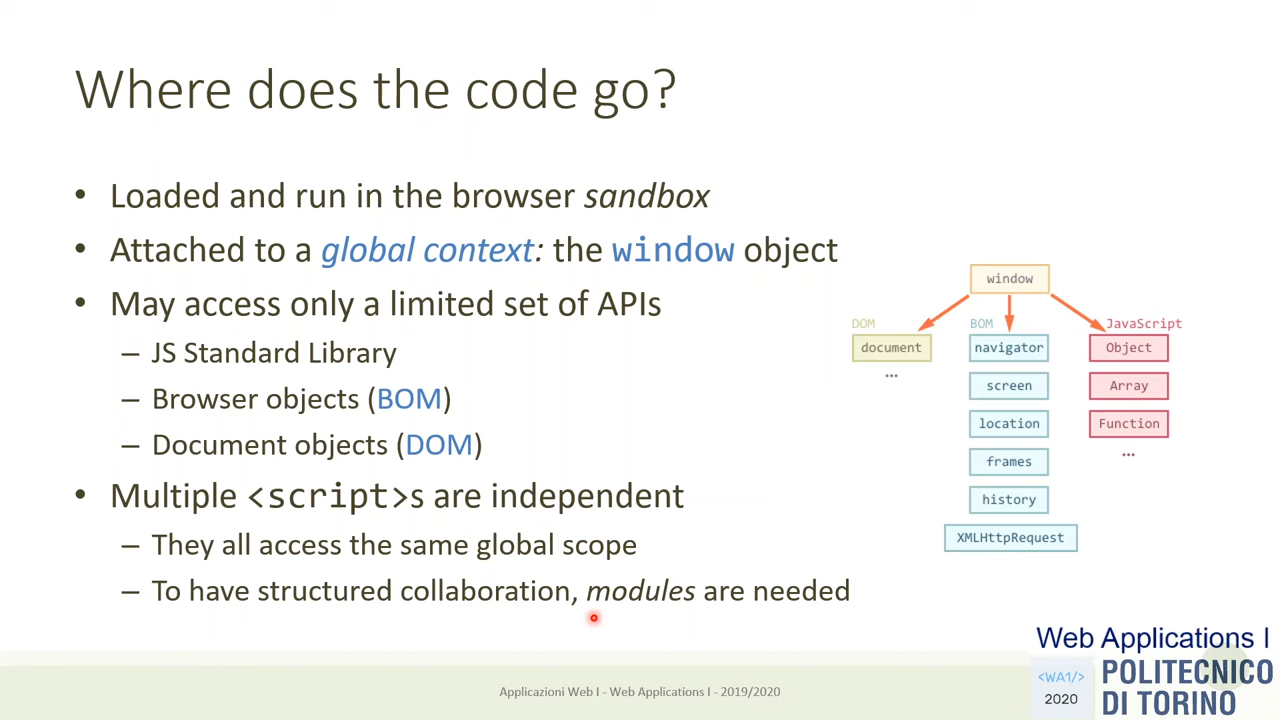 Where does the code go?
• Loaded and run in the browser sandbox
• Attached to a global context: the window object
• May access only a limited set of APIs
– JS Standard Library
– Browser objects (BOM)
– Document objects (DOM)
• Multiple <script>s are independent
– They all access the same global scope
– To have structured collaboration, modules are needed
window
DOM
document
...
BOM
navigator
screen
location
frames
history
XMLHttpRequest
JavaScript
Object
Array
Function
...
Applicazioni Web I - Web Applications I - 2019/2020
Web Applications I
<WA1/>
2020
POLITECNICO
DI TORINO